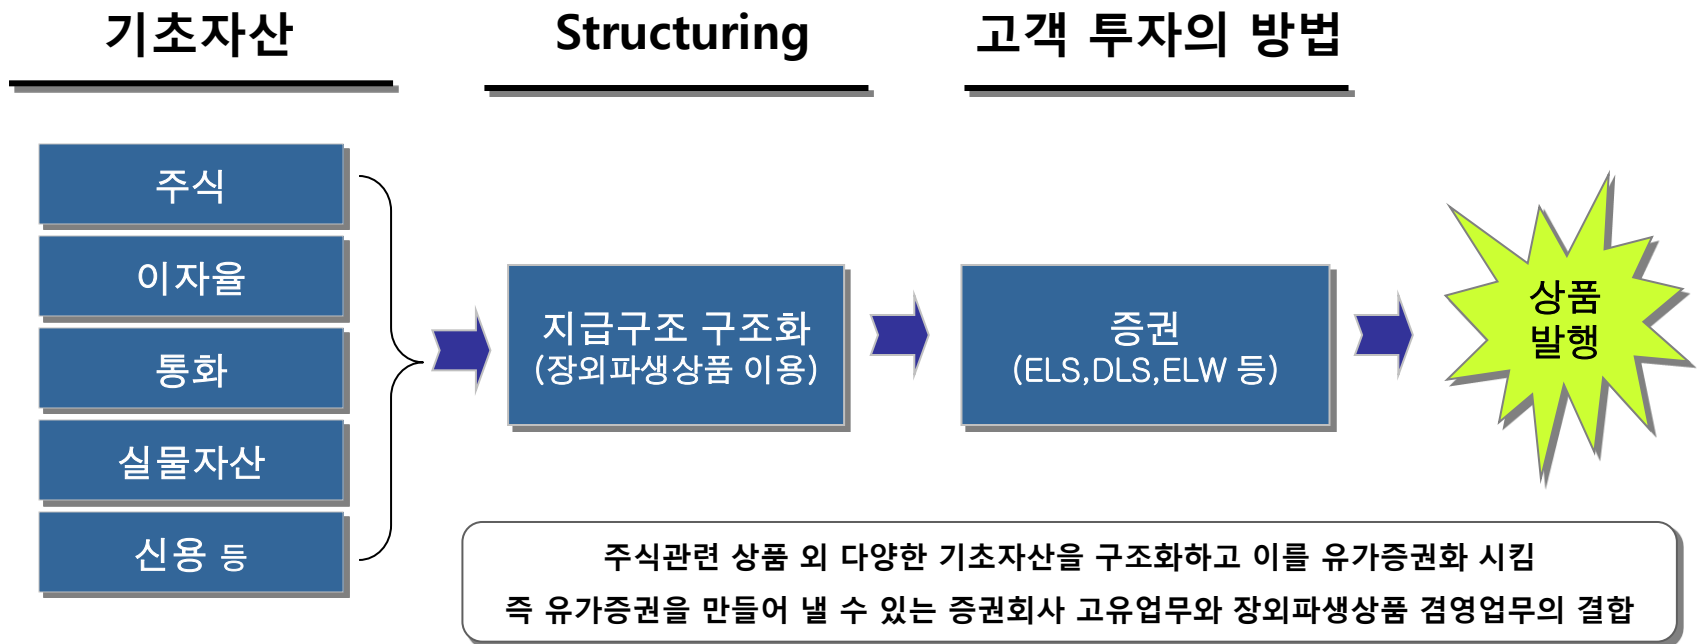 기초자산
Structuring
고객 투자의 방법
주식
이자율
통화
실물자산
신용 등
지급구조 구조화
(장외파생상품 이용)
증권
(ELS,DLS,ELW 등)
상품
발행
주식관련 상품 외 다양한 기초자산을 구조화하고 이를 유가증권화 시킴
즉 유가증권을 만들어 낼 수 있는 증권회사 고유업무와 장외파생상품 겸영업무의 결합